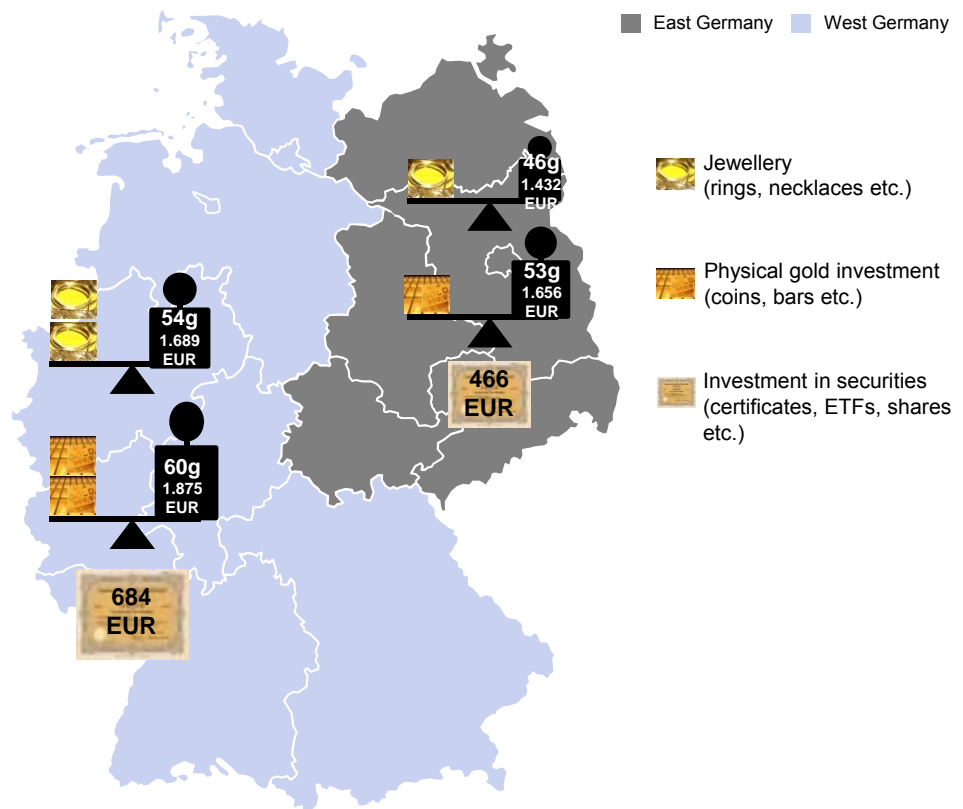 East Germany
West Germany
46g
1.432
EUR
Jewellery
(rings, necklaces etc.)
53g
1.656
EUR
Physical gold investment
(coins, bars etc.)
54g
1.689
EUR
466
EUR
Investment in securities
(certificates, ETFs, shares
etc.)
60g
1.875
EUR
684
EUR